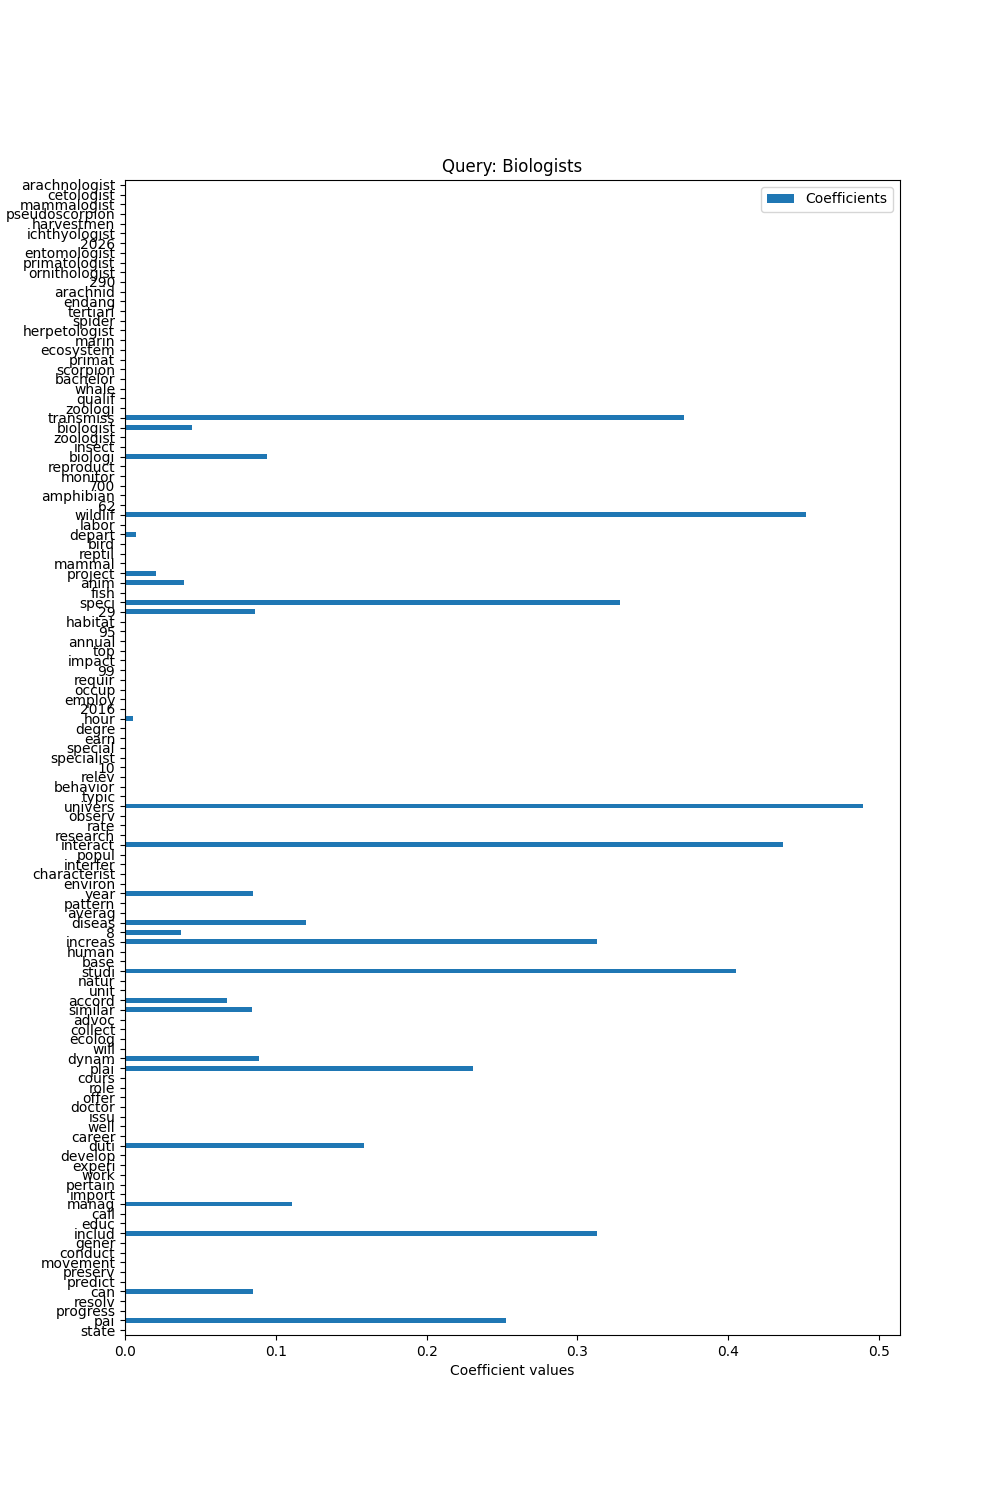 Query: Biologists
Coefficients
arachnologist
cetologist
mammalogist
pseudoscorpion
harvestmen
ichthyologist
2026
entomologist
primatologist
ornithologist
290
arachnid
endang
tertiari
spider
herpetologist
marin
ecosystem
primat
scorpion
bachelor
whale
qualif
zoologi
transmiss
biologist
zoologist
insect
biologi
reproduct
monitor
700
amphibian
62
wildlif
labor
depart
bird
reptil
mammal
project
anim
fish
speci
29
habitat
95
annual
top
impact
99
requir
occup
employ
2016
hour
degre
earn
special
specialist
10
relev
behavior
typic
univers
observ
rate
research
interact
popul
interfer
characterist
environ
year
pattern
averag
diseas
8
increas
human
base
studi
natur
unit
accord
similar
advoc
collect
ecolog
will
dynam
plai
cours
role
offer
doctor
issu
well
career
duti
develop
experi
work
pertain
import
manag
call
educ
includ
gener
conduct
movement
preserv
predict
can
resolv
progress
pai
state
0.0 0.1 0.2 0.3 0.4 0.5
Coefficient values